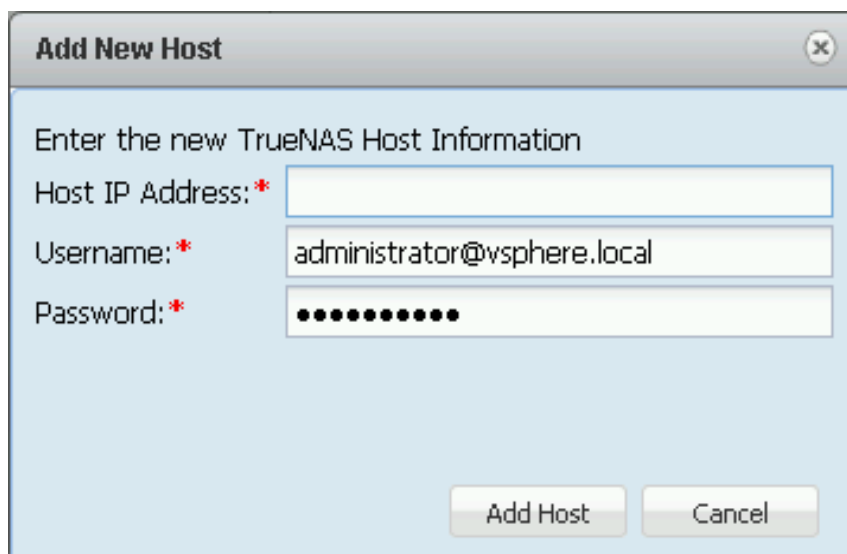 Add New Host
Enter the new TrueNAS Host Information
Host IP Address:*
Username:* administrator@vsphere.local
Password:* ••••••••••
Add Host Cancel